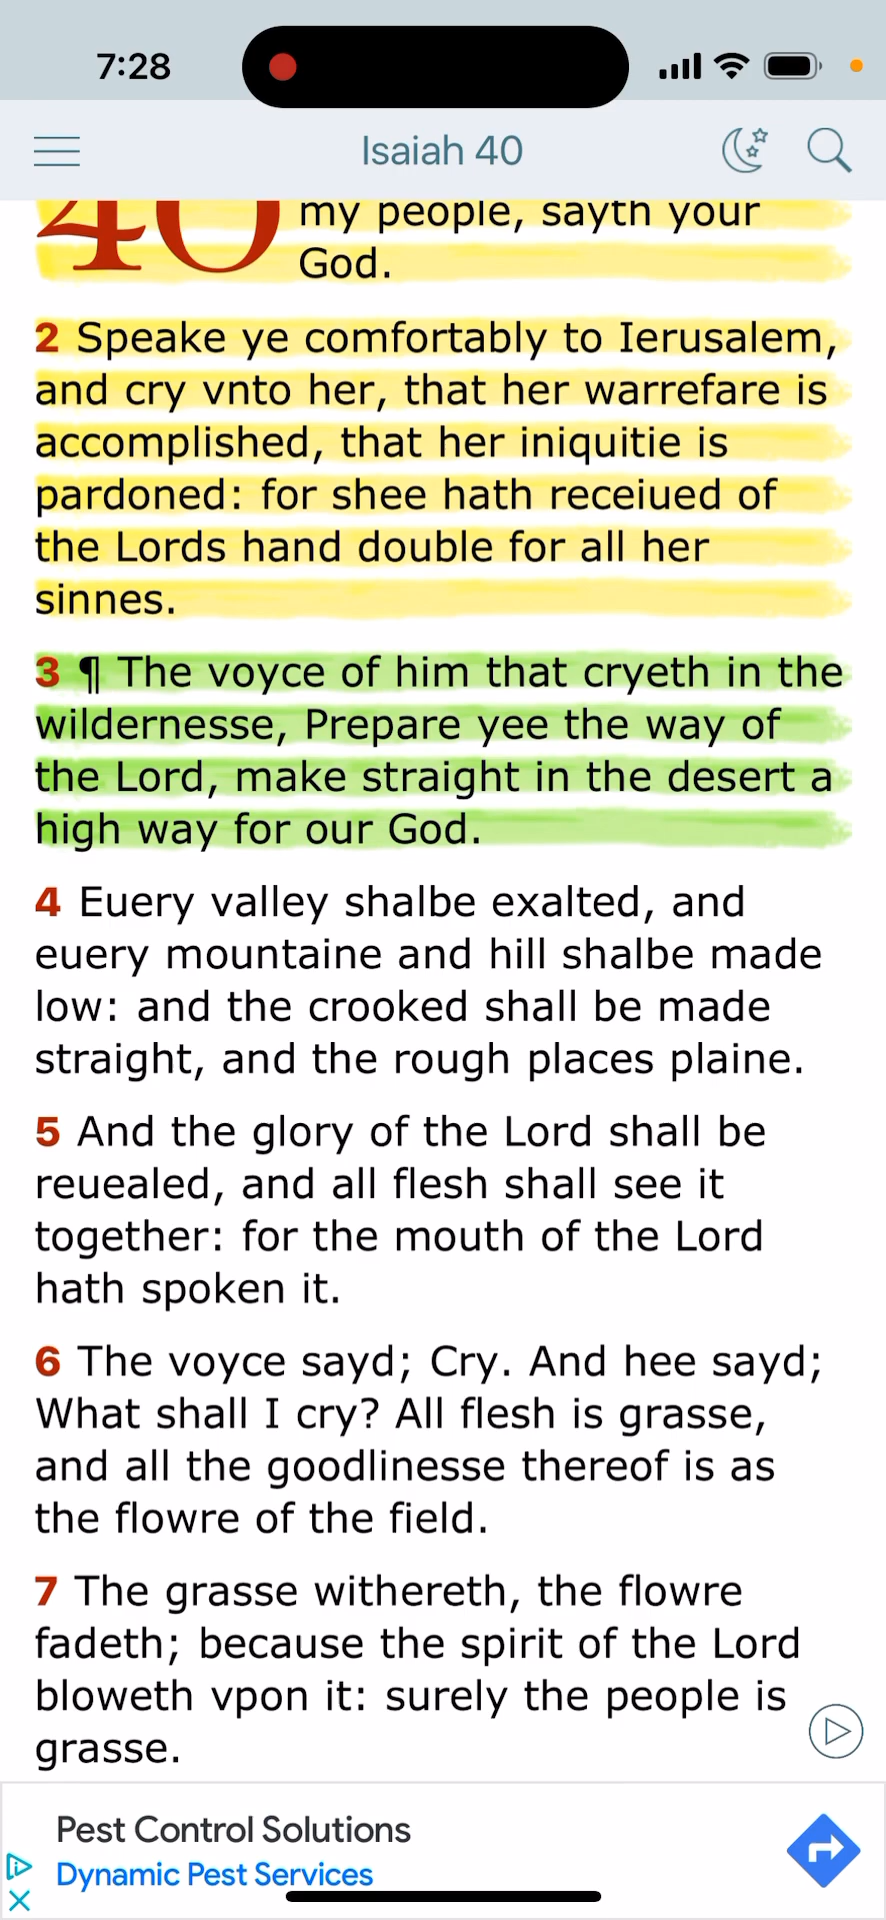 7:28
Isaiah 40
40 my people, sayth your
God.
2 Speake ye comfortably to Ierusalem,
and cry vnto her, that her warrefare is
accomplished, that her iniquitie is
pardoned: for shee hath receiued of
the Lords hand double for all her
sinnes.
3 ¶ The voyce of him that cryeth in the
wildernesse, Prepare yee the way of
the Lord, make straight in the desert a
high way for our God.
4 Euery valley shalbe exalted, and
euery mountaine and hill shalbe made
low: and the crooked shall be made
straight, and the rough places plaine.
5 And the glory of the Lord shall be
reuealed, and all flesh shall see it
together: for the mouth of the Lord
hath spoken it.
6 The voyce sayd; Cry. And hee sayd;
What shall I cry? All flesh is grasse,
and all the goodlinesse thereof is as
the flowre of the field.
7 The grasse withereth, the flowre
fadeth; because the spirit of the Lord
bloweth vpon it: surely the people is
grasse.
Pest Control Solutions
Dynamic Pest Services